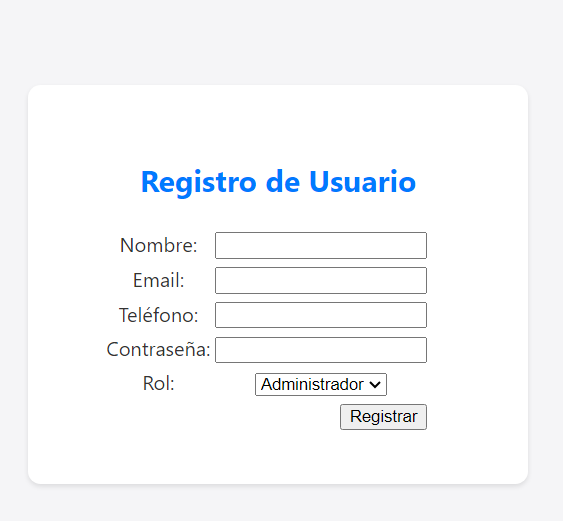 Registro de Usuario
Nombre:
Email:
Teléfono:
Contraseña:
Rol: Administrador
Registrar